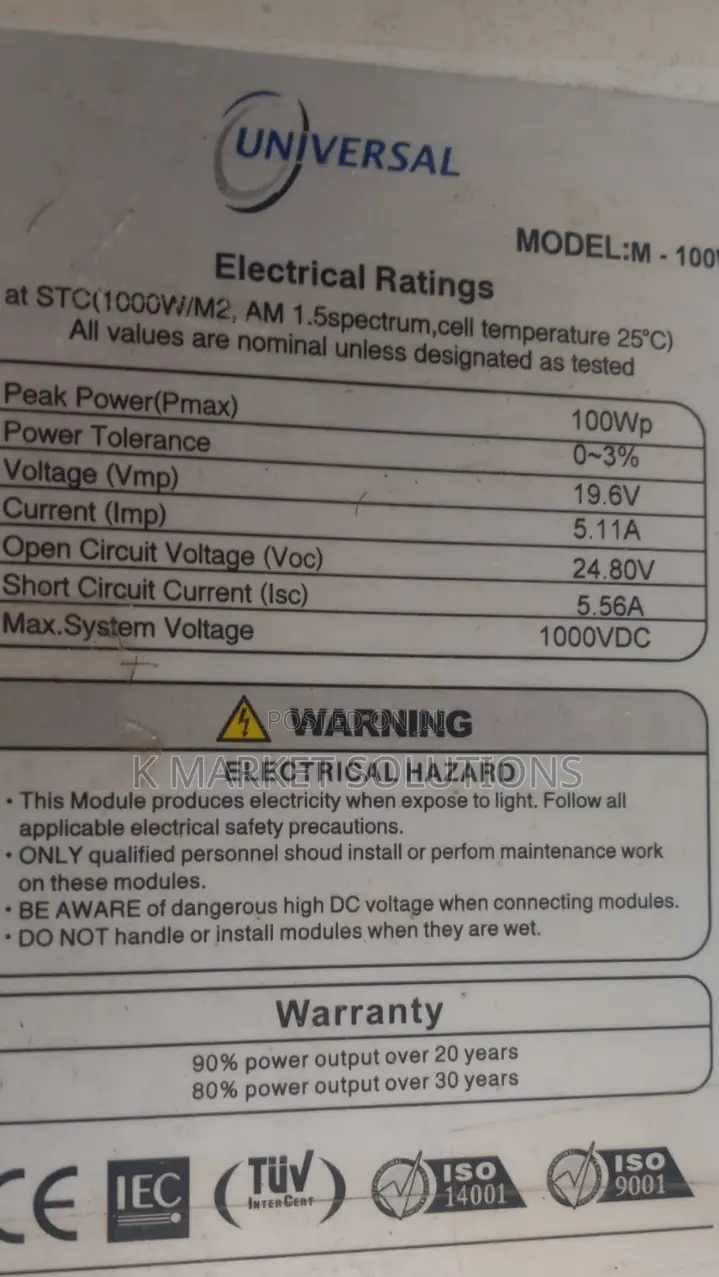 UNIVERSAL
MODEL:M - 100W
Electrical Ratings
at STC(1000W/M2, AM 1.5spectrum,cell temperature 25°C)
All values are nominal unless designated as tested
Peak Power(Pmax) 100Wp
Power Tolerance 0~3%
Voltage (Vmp) 19.6V
Current (Imp) 5.11A
Open Circuit Voltage (Voc) 24.80V
Short Circuit Current (Isc) 5.56A
Max.System Voltage 1000VDC
WARNING
POSTED ON
K MARKET SOLUTIONS
ELECTRICAL HAZARD
• This Module produces electricity when expose to light. Follow all
applicable electrical safety precautions.
• ONLY qualified personnel shoud install or perfom maintenance work
on these modules.
• BE AWARE of dangerous high DC voltage when connecting modules.
• DO NOT handle or install modules when they are wet.
Warranty
90% power output over 20 years
80% power output over 30 years
CE
IEC
TÜV
INTERCERT
ISO
14001
ISO
9001